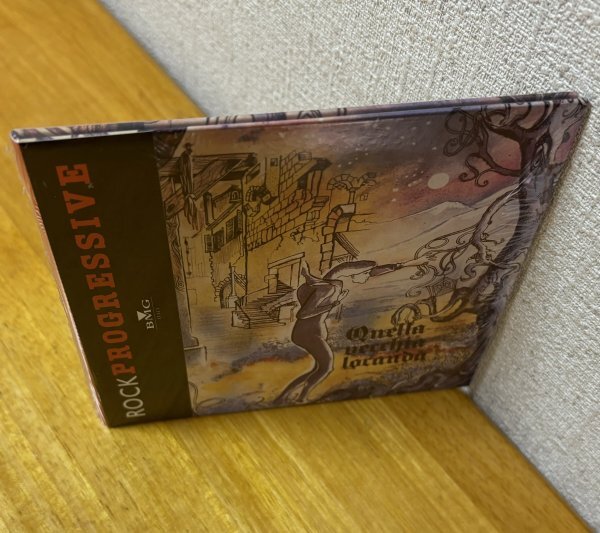 ROCK PROGRESSIVE
BMG
Quella
vecchia
locanda